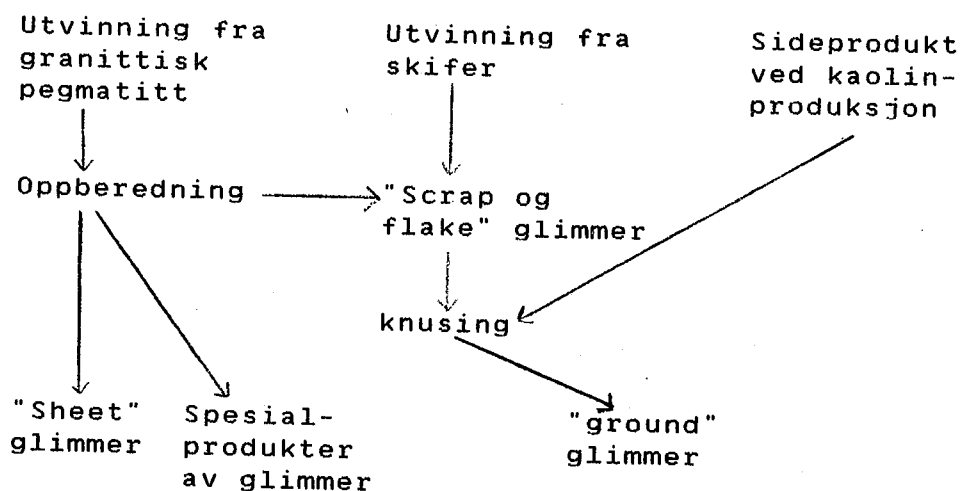 Utvinning fra
granittisk
pegmatitt
Utvinning fra
skifer
Sideprodukt
ved kaolin-
produksjon
Oppberedning
"Scrap og
flake" glimmer
knusing
"Sheet"
glimmer
Spesial-
produkter
av glimmer
"ground"
glimmer